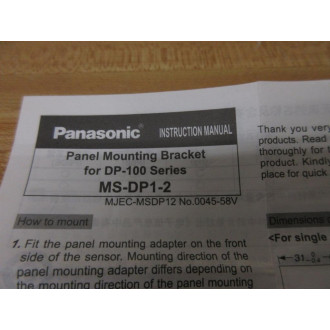 Panasonic INSTRUCTION MANUAL
Panel Mounting Bracket
for DP-100 Series
MS-DP1-2
MJEC-MSDP12 No.0045-58V
How to mount
1. Fit the panel mounting adapter on the front
side of the sensor. Mounting direction of the
panel mounting adapter differs depending on
the mounting direction of the
Thank you very
products. Read
thoroughly for t
product. Kindly
place for quick
Dimensions
<For single
31